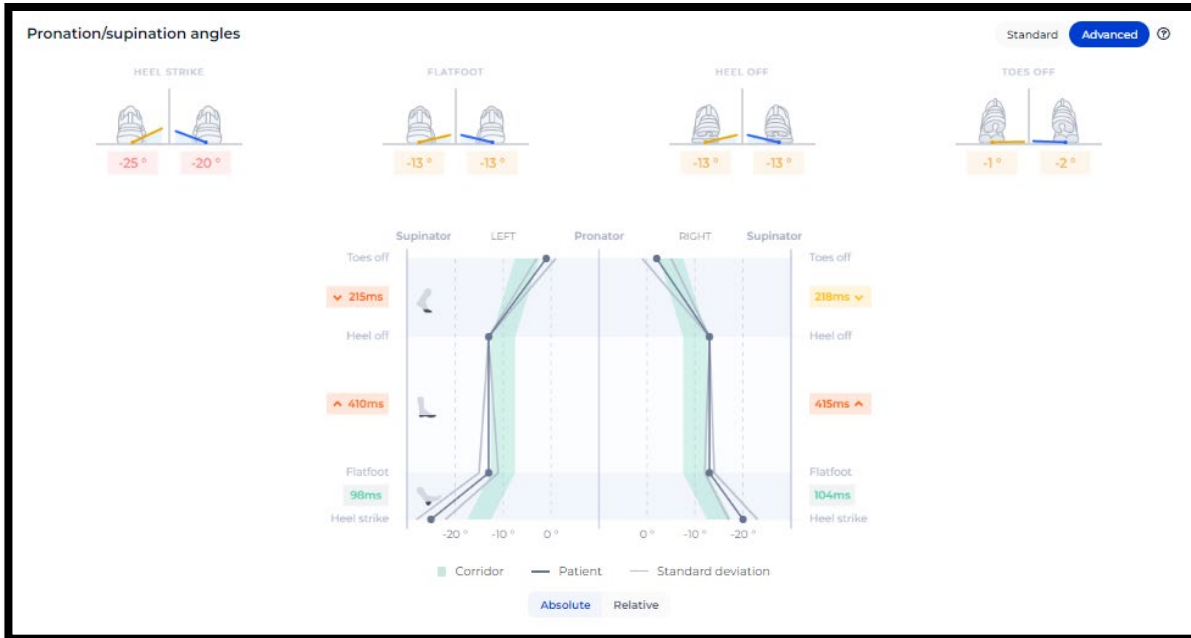 Pronation/supination angles
Standard Advanced ?
HEEL STRIKE FLATFOOT HEEL OFF TOES OFF
-25 ° -20 ° -13 ° -13 ° -13 ° -13 ° -1 ° -2 °
Supinator LEFT Pronator RIGHT Supinator
Toes off Toes off
215ms 218ms
Heel off Heel off
410ms 415ms
Flatfoot Flatfoot
98ms 104ms
Heel strike Heel strike
-20 ° -10 ° 0 ° 0 ° -10 ° -20 °
Corridor Patient Standard deviation
Absolute Relative